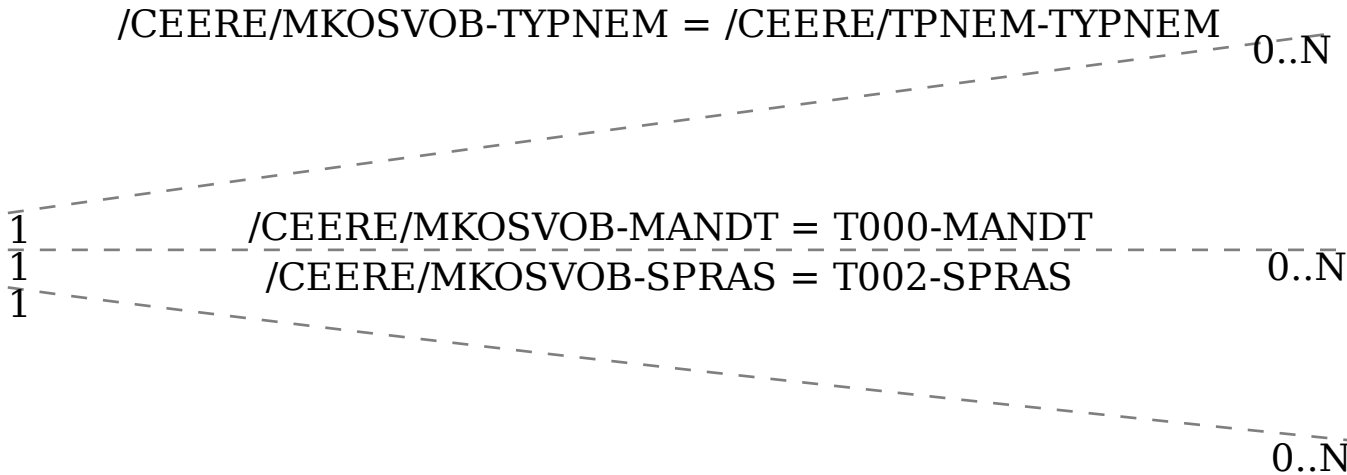 /CEERE/MKOSVOB-TYPNEM = /CEERE/TPNEM-TYPNEM
0..N
1
/CEERE/MKOSVOB-MANDT = T000-MANDT
1
0..N
/CEERE/MKOSVOB-SPRAS = T002-SPRAS
1
0..N